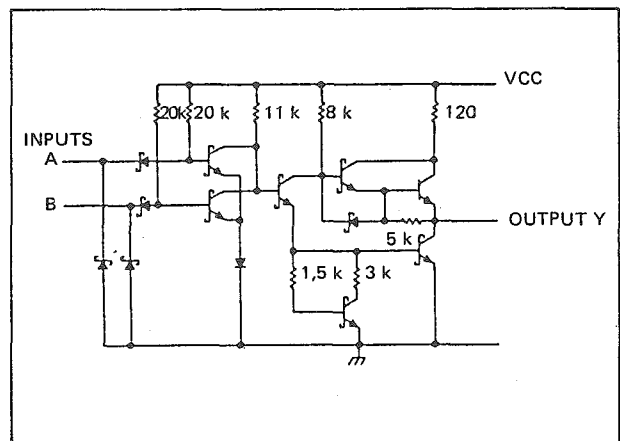 VCC
20k 20 k 11 k 8 k 120
INPUTS
A
B
OUTPUT Y
5 k
1,5 k 3 k